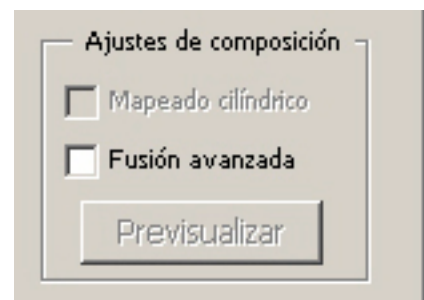 Ajustes de composición
Mapeado cilíndrico
Fusión avanzada
Previsualizar